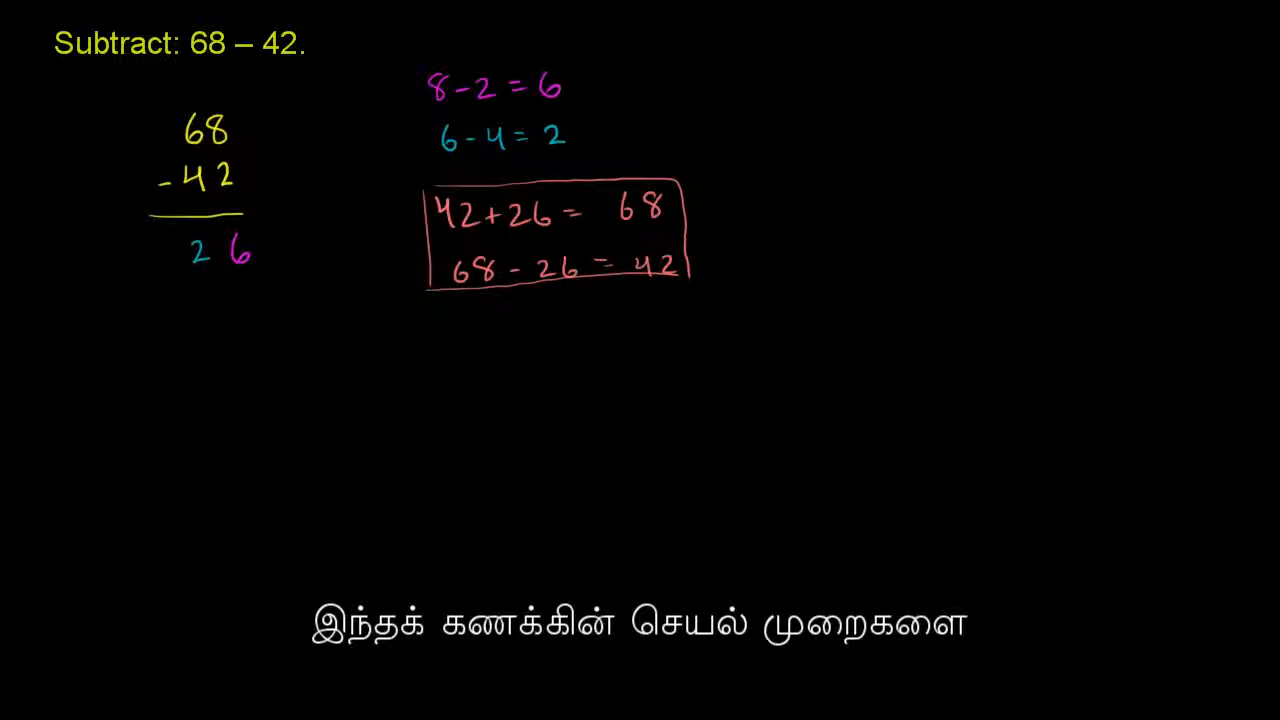 Subtract: 68 – 42.
68
- 42
26
8 - 2 = 6
6 - 4 = 2
42 + 26 = 68
68 - 26 = 42
இந்தக் கணக்கின் செயல் முறைகளை